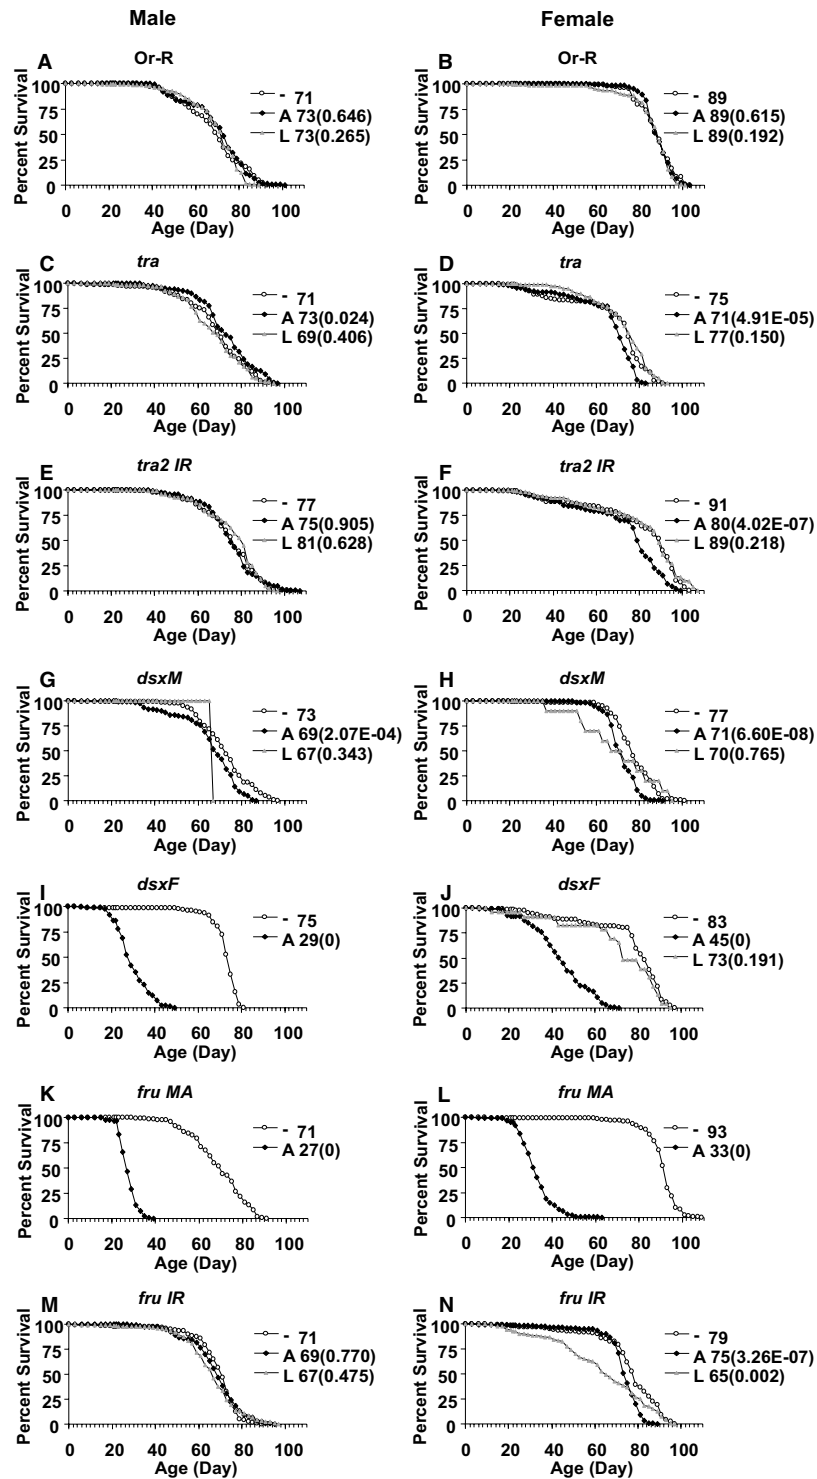 Male Female
A Or-R
Percent Survival
100
75
50
25
0
- 71
A 73(0.646)
L 73(0.265)
0 20 40 60 80 100
Age (Day)
B Or-R
Percent Survival
100
75
50
25
0
- 89
A 89(0.615)
L 89(0.192)
0 20 40 60 80 100
Age (Day)
C tra
Percent Survival
100
75
50
25
0
- 71
A 73(0.024)
L 69(0.406)
0 20 40 60 80 100
Age (Day)
D tra
Percent Survival
100
75
50
25
0
- 75
A 71(4.91E-05)
L 77(0.150)
0 20 40 60 80 100
Age (Day)
E tra2 IR
Percent Survival
100
75
50
25
0
- 77
A 75(0.905)
L 81(0.628)
0 20 40 60 80 100
Age (Day)
F tra2 IR
Percent Survival
100
75
50
25
0
- 91
A 80(4.02E-07)
L 89(0.218)
0 20 40 60 80 100
Age (Day)
G dsxM
Percent Survival
100
75
50
25
0
- 73
A 69(2.07E-04)
L 67(0.343)
0 20 40 60 80 100
Age (Day)
H dsxM
Percent Survival
100
75
50
25
0
- 77
A 71(6.60E-08)
L 70(0.765)
0 20 40 60 80 100
Age (Day)
I dsxF
Percent Survival
100
75
50
25
0
- 75
A 29(0)
0 20 40 60 80 100
Age (Day)
J dsxF
Percent Survival
100
75
50
25
0
- 83
A 45(0)
L 73(0.191)
0 20 40 60 80 100
Age (Day)
K fru MA
Percent Survival
100
75
50
25
0
- 71
A 27(0)
0 20 40 60 80 100
Age (Day)
L fru MA
Percent Survival
100
75
50
25
0
- 93
A 33(0)
0 20 40 60 80 100
Age (Day)
M fru IR
Percent Survival
100
75
50
25
0
- 71
A 69(0.770)
L 67(0.475)
0 20 40 60 80 100
Age (Day)
N fru IR
Percent Survival
100
75
50
25
0
- 79
A 75(3.26E-07)
L 65(0.002)
0 20 40 60 80 100
Age (Day)